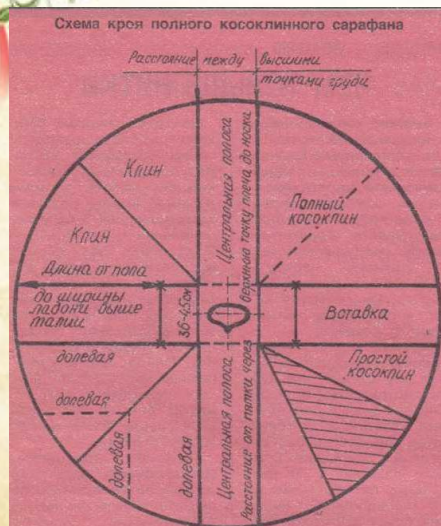 Схема кроя полного косоклинного сарафана
Расстояние между высшими
точками груди
Клин
Клин
Центральная полоса
верхнюю точку плеча до носка
Полный
косоклин
Длина от пола
до ширины
ладони выше
талии
36-45см
Вставка
долевая
долевая
долевая
долевая
Центральная полоса
Расстояние от пятки через
Простой
косоклин